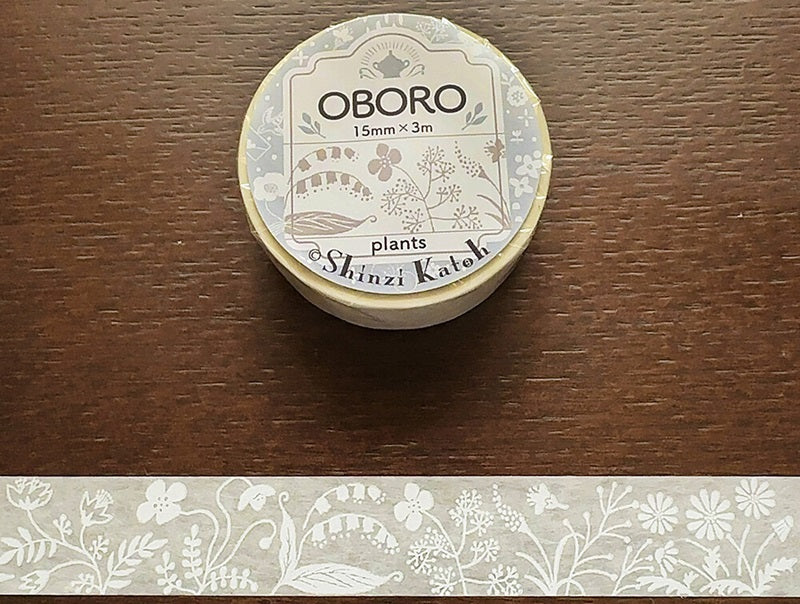 OBORO
15mm×3m
plants
©Shinzi Katoh